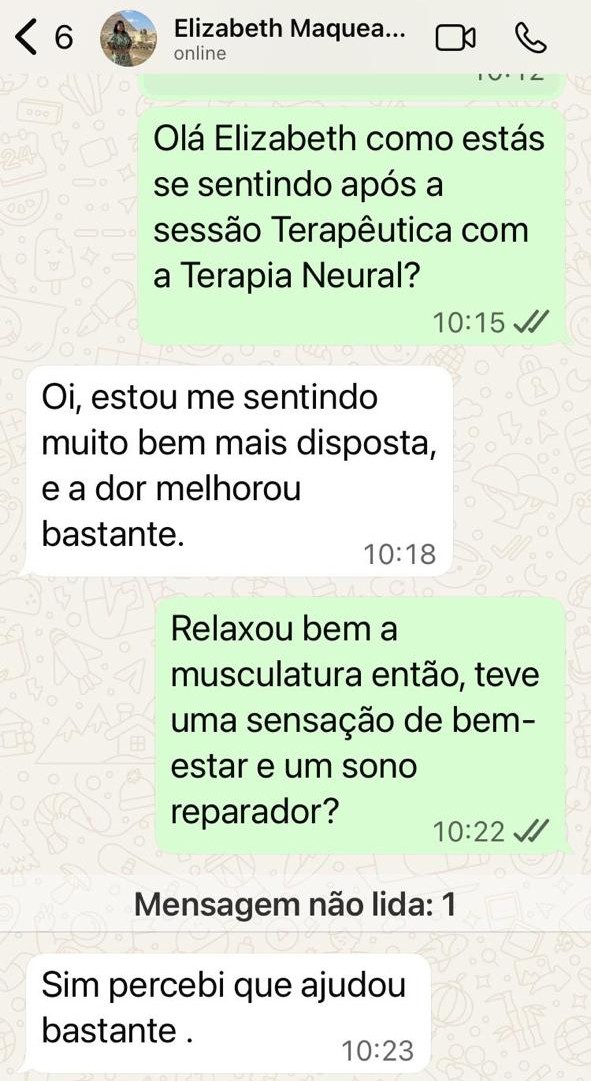 6
Elizabeth Maquea...
online
Olá Elizabeth como estás
se sentindo após a
sessão Terapêutica com
a Terapia Neural?
10:15
Oi, estou me sentindo
muito bem mais disposta,
e a dor melhorou
bastante.
10:18
Relaxou bem a
musculatura então, teve
uma sensação de bem-
estar e um sono
reparador?
10:22
Mensagem não lida: 1
Sim percebi que ajudou
bastante .
10:23